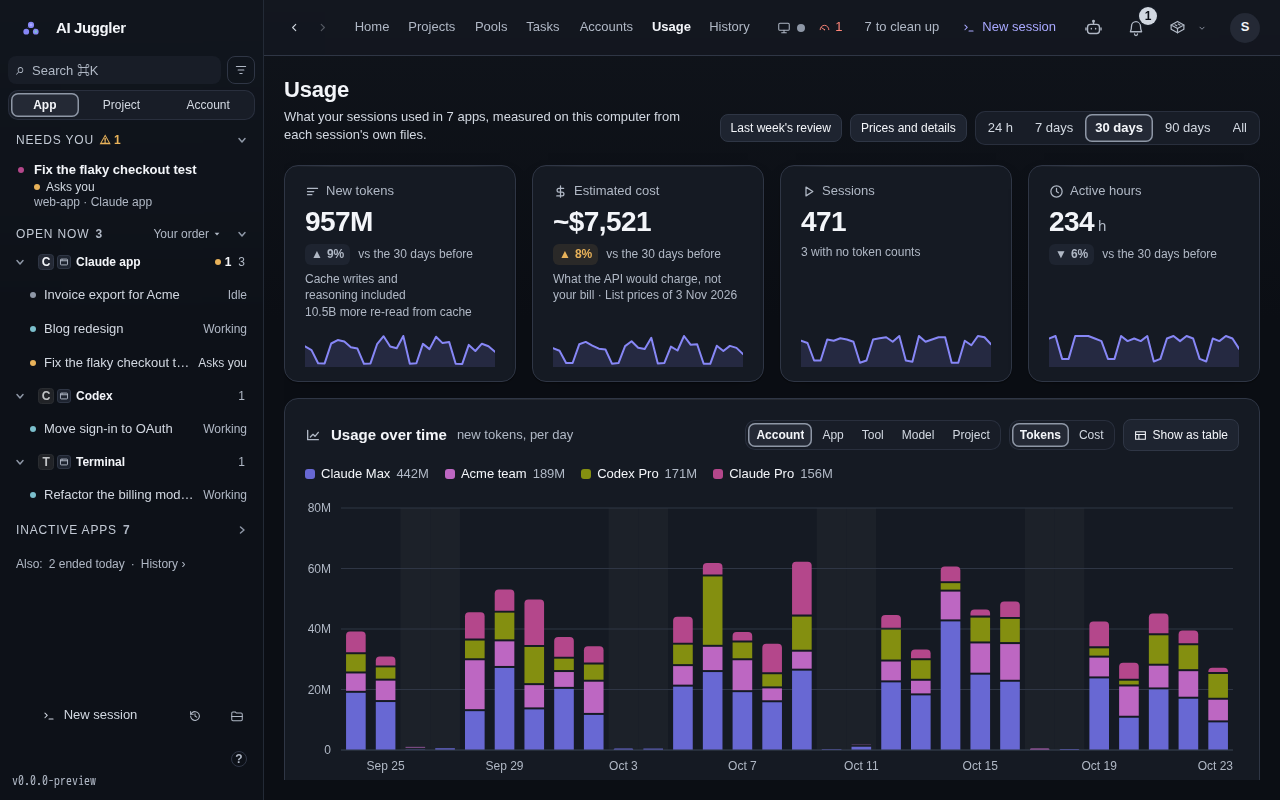 AI Juggler
Search ⌘K
App Project Account
NEEDS YOU 1
Fix the flaky checkout test
Asks you
web-app · Claude app
OPEN NOW 3 Your order
C Claude app 1 3
Invoice export for Acme Idle
Blog redesign Working
Fix the flaky checkout t… Asks you
C Codex 1
Move sign-in to OAuth Working
T Terminal 1
Refactor the billing mod… Working
INACTIVE APPS 7
Also: 2 ended today · History ›
New session
?
v0.0.0-preview
Home Projects Pools Tasks Accounts Usage History 1 7 to clean up New session 1 S
Usage
What your sessions used in 7 apps, measured on this computer from
each session's own files.
Last week's review Prices and details 24 h 7 days 30 days 90 days All
New tokens
957M
▲ 9% vs the 30 days before
Cache writes and
reasoning included
10.5B more re-read from cache
Estimated cost
~$7,521
▲ 8% vs the 30 days before
What the API would charge, not
your bill · List prices of 3 Nov 2026
Sessions
471
3 with no token counts
Active hours
234 h
▼ 6% vs the 30 days before
Usage over time new tokens, per day
Account App Tool Model Project Tokens Cost Show as table
Claude Max 442M Acme team 189M Codex Pro 171M Claude Pro 156M
80M
60M
40M
20M
0
Sep 25 Sep 29 Oct 3 Oct 7 Oct 11 Oct 15 Oct 19 Oct 23